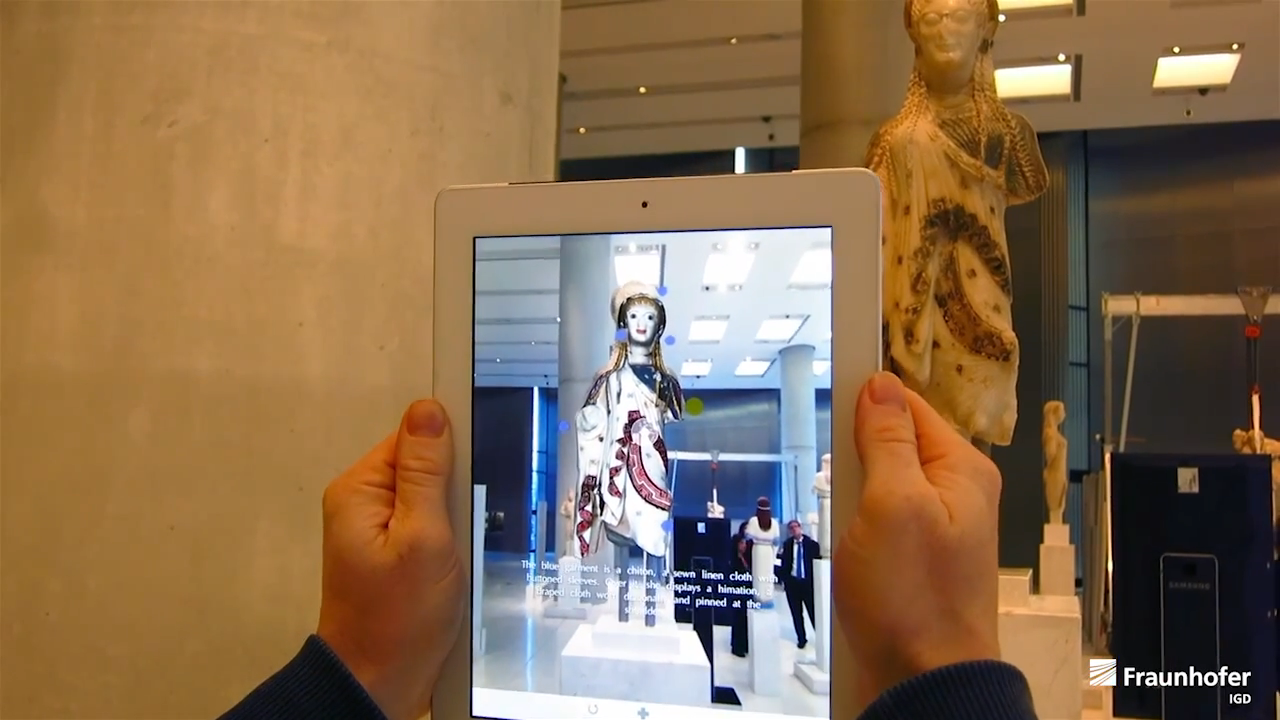 The blue garment is a chiton, a sewn linen cloth with
buttoned sleeves. Over it, she displays a himation, a
draped cloth worn diagonally and pinned at the
shoulder.
SAMSUNG
Fraunhofer
IGD